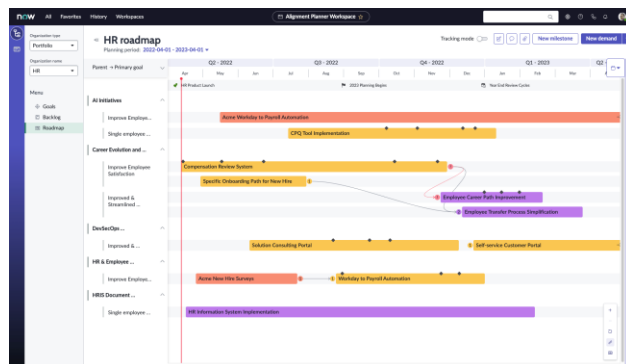 now All Favorites History Workspaces
Alignment Planner Workspace
Organization type
Portfolio
Organization name
HR
Menu
Goals
Backlog
Roadmap
HR roadmap
Planning period: 2022-04-01 - 2023-04-01
Tracking mode
New milestone
New demand
Parent → Primary goal
Q2 - 2022 Q3 - 2022 Q4 - 2022 Q1 - 2023 Q2
Apr May Jun Jul Aug Sep Oct Nov Dec Jan Feb Mar
HR Product Launch 2023 Planning Begins Year End Review Cycle
AI Initiatives
Improve Employe... Acme Workday to Payroll Automation
Single employee ... CPQ Tool Implementation
Career Evolution and ...
Improve Employee Satisfaction
Compensation Review System
Specific Onboarding Path for New Hire
Improved & Streamlined ...
Employee Career Path Improvement
Employee Transfer Process Simplification
DevSecOps ...
Improved & ... Solution Consulting Portal Self-service Customer Portal
HR & Employee ...
Improve Employe... Acme New Hire Surveys Workday to Payroll Automation
HRIS Document ...
Single employee ... HR Information System Implementation